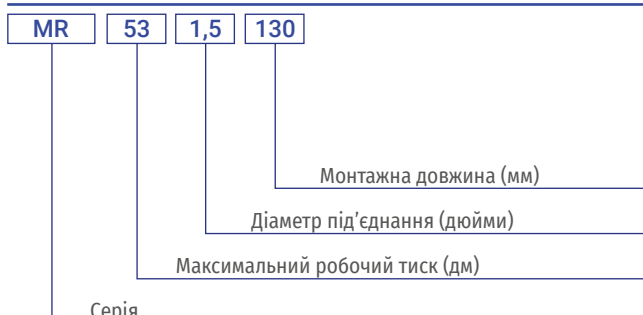 MR 53 1,5 130
Монтажна довжина (мм)
Діаметр під’єднання (дюйми)
Максимальний робочий тиск (дм)
Серія